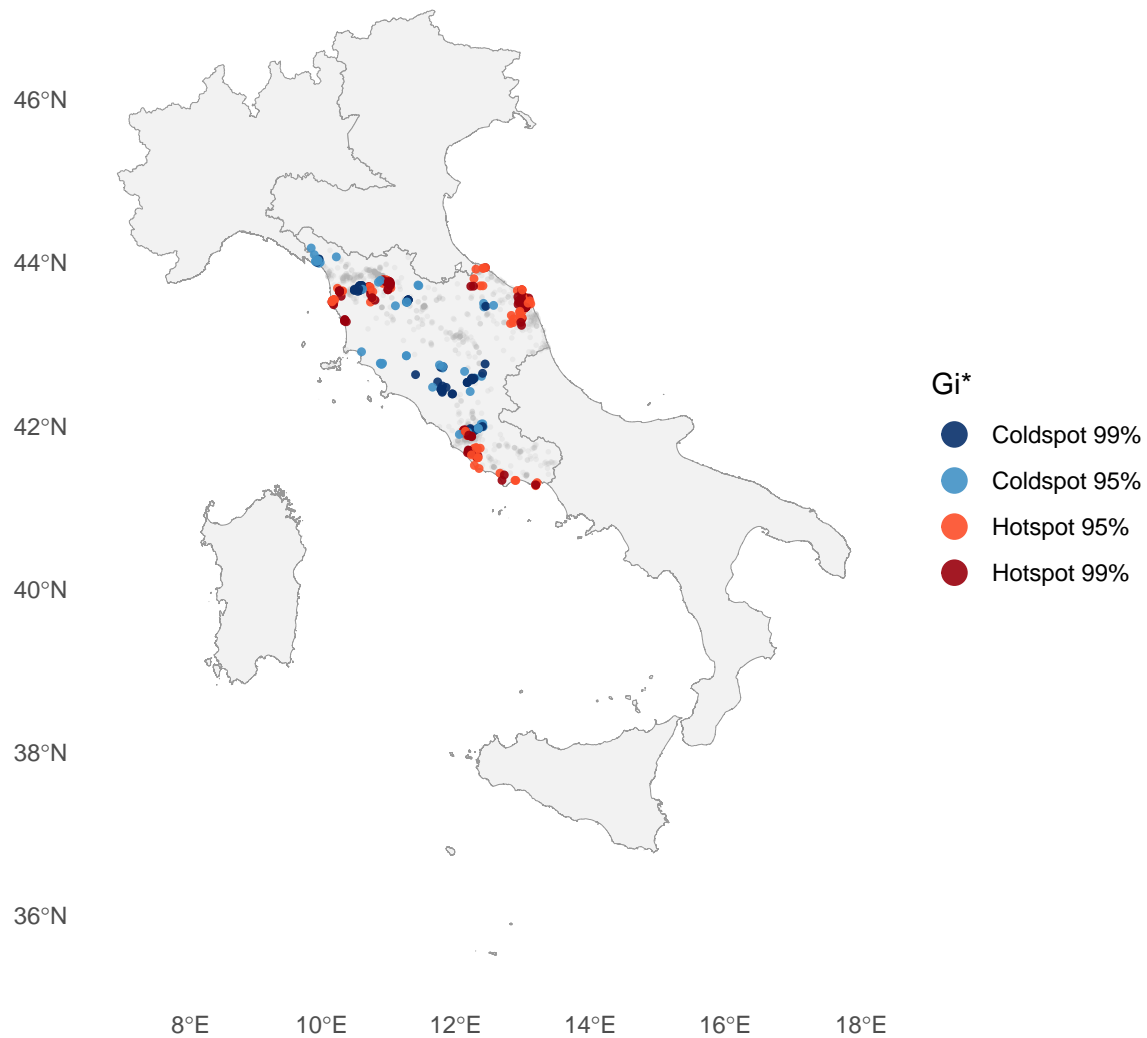 46°N
44°N
42°N
40°N
38°N
36°N
8°E 10°E 12°E 14°E 16°E 18°E
Gi*
Coldspot 99%
Coldspot 95%
Hotspot 95%
Hotspot 99%